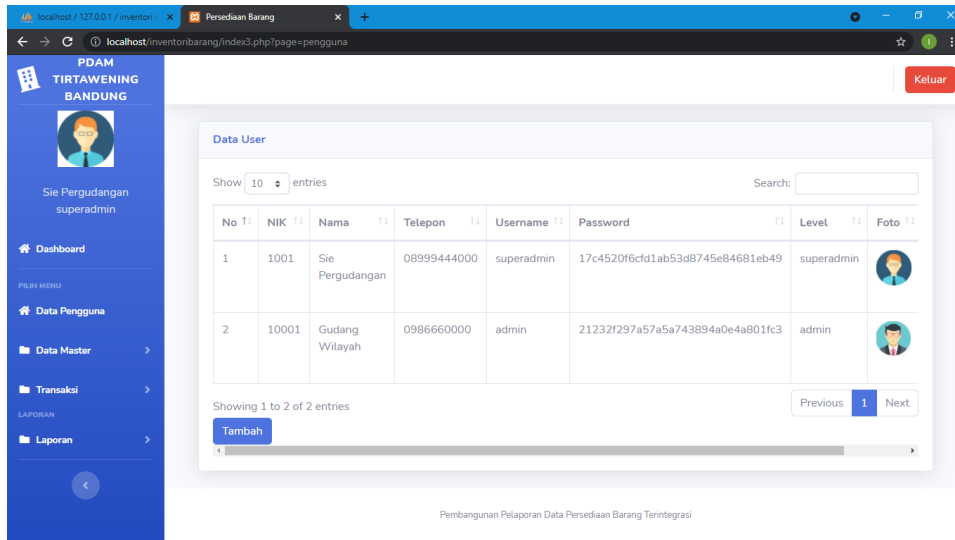 localhost / 127.0.0.1 / inventori /
Persediaan Barang
localhost/inventoribarang/index3.php?page=pengguna
PDAM
TIRTAWENING
BANDUNG
Sie Pergudangan
superadmin
Dashboard
PILIH MENU
Data Pengguna
Data Master
Transaksi
LAPORAN
Laporan
Keluar
Data User
Show 10 entries
Search:
No NIK Nama Telepon Username Password Level Foto
1 1001 Sie 08999444000 superadmin 17c4520f6cfd1ab53d8745e84681eb49 superadmin
Pergudangan
2 10001 Gudang 0986660000 admin 21232f297a57a5a743894a0e4a801fc3 admin
Wilayah
Showing 1 to 2 of 2 entries
Previous 1 Next
Tambah
Pembangunan Pelaporan Data Persediaan Barang Terintegrasi